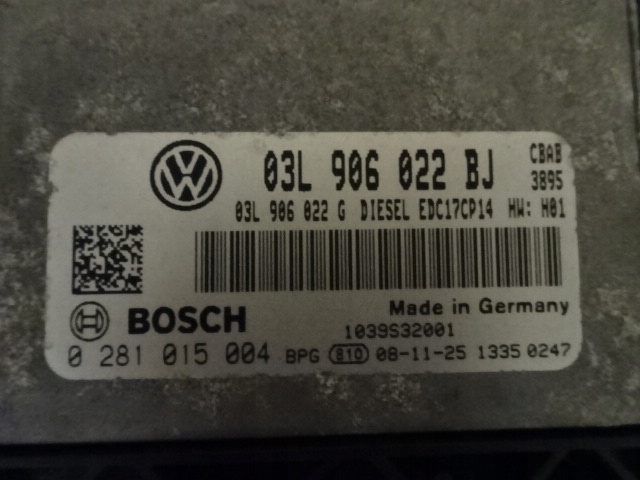 03L 906 022 BJ CBAB
3895
03L 906 022 G DIESEL EDC17CP14 HW: H01
BOSCH Made in Germany
1039S32001
0 281 015 004 BPG 810 08-11-25 1335 0247